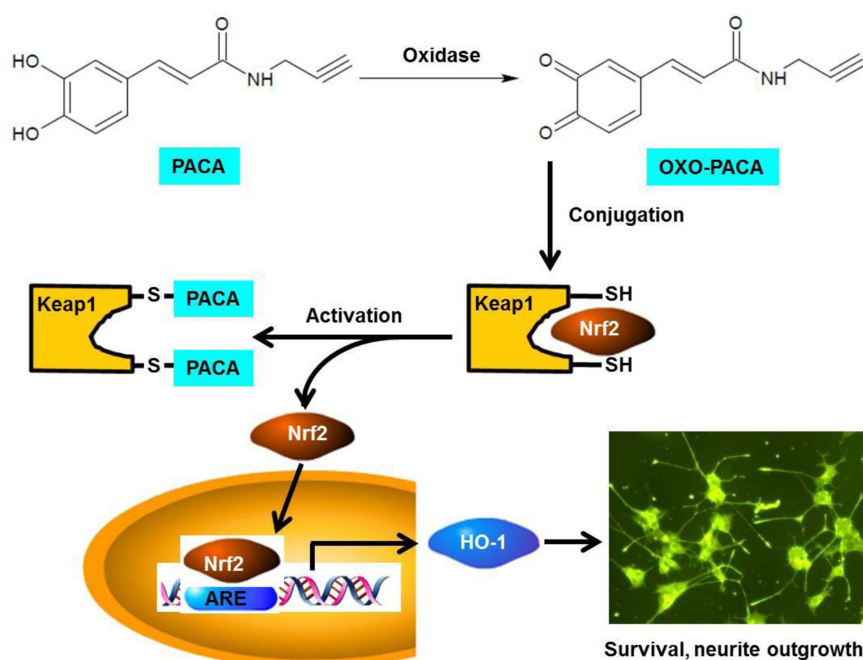 HO
HO
O
NH
Oxidase
O
O
O
NH
PACA
OXO-PACA
Conjugation
Keap1
S
PACA
S
PACA
Activation
Keap1
SH
Nrf2
SH
Nrf2
Nrf2
ARE
HO-1
Survival, neurite outgrowth